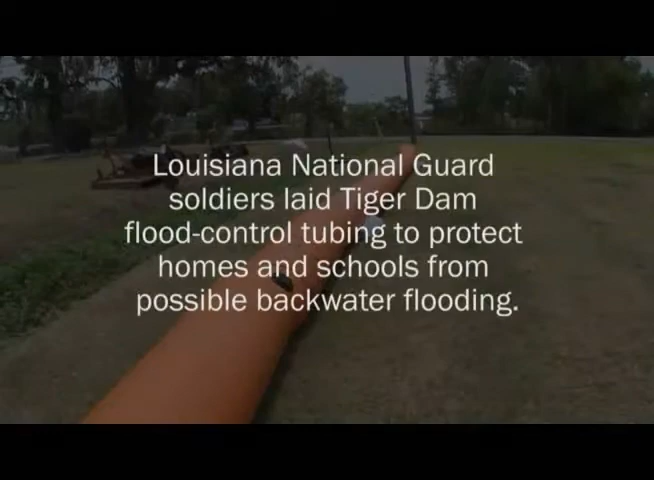 Louisiana National Guard
soldiers laid Tiger Dam
flood-control tubing to protect
homes and schools from
possible backwater flooding.